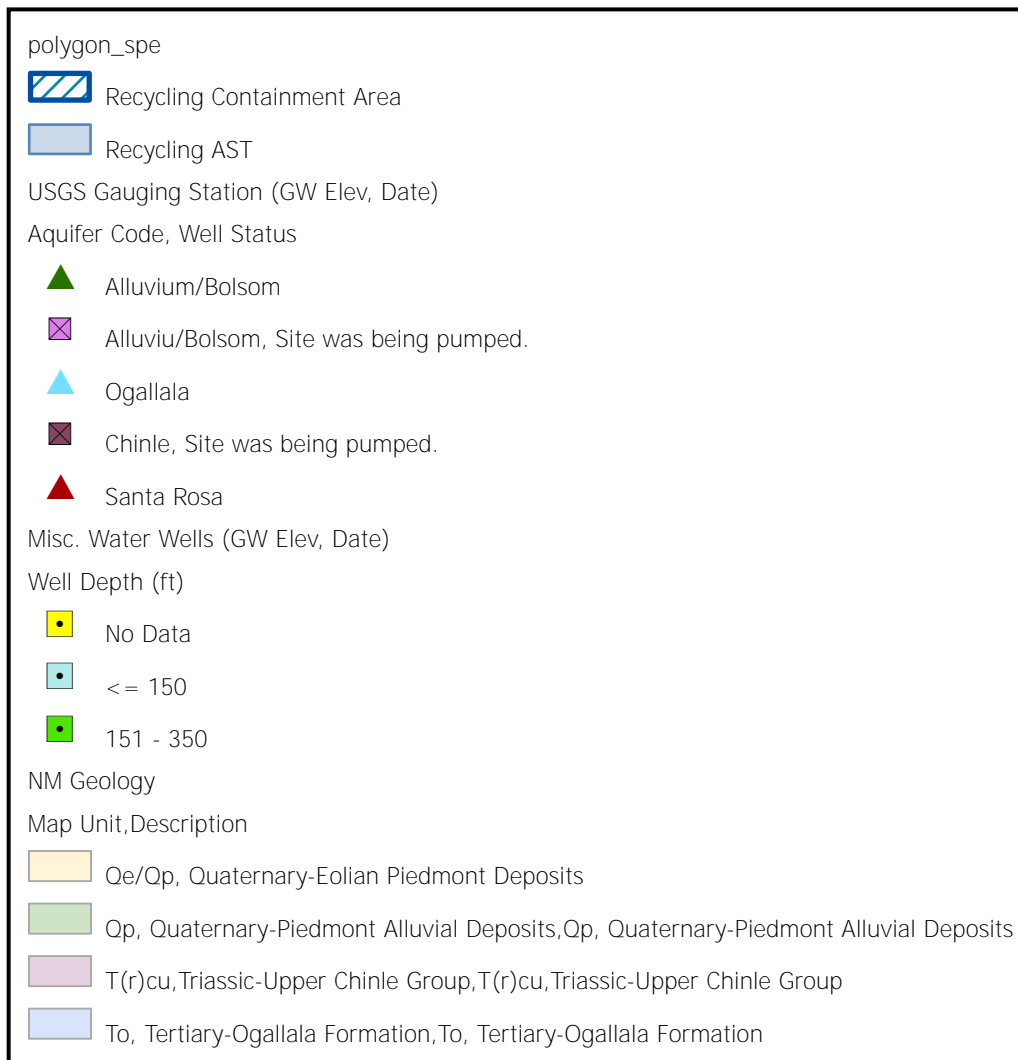 polygon_spe
Recycling Containment Area
Recycling AST
USGS Gauging Station (GW Elev, Date)
Aquifer Code, Well Status
Alluvium/Bolsom
Alluviu/Bolsom, Site was being pumped.
Ogallala
Chinle, Site was being pumped.
Santa Rosa
Misc. Water Wells (GW Elev, Date)
Well Depth (ft)
No Data
<= 150
151 - 350
NM Geology
Map Unit,Description
Qe/Qp, Quaternary-Eolian Piedmont Deposits
Qp, Quaternary-Piedmont Alluvial Deposits,Qp, Quaternary-Piedmont Alluvial Deposits
T(r)cu,Triassic-Upper Chinle Group,T(r)cu,Triassic-Upper Chinle Group
To, Tertiary-Ogallala Formation,To, Tertiary-Ogallala Formation